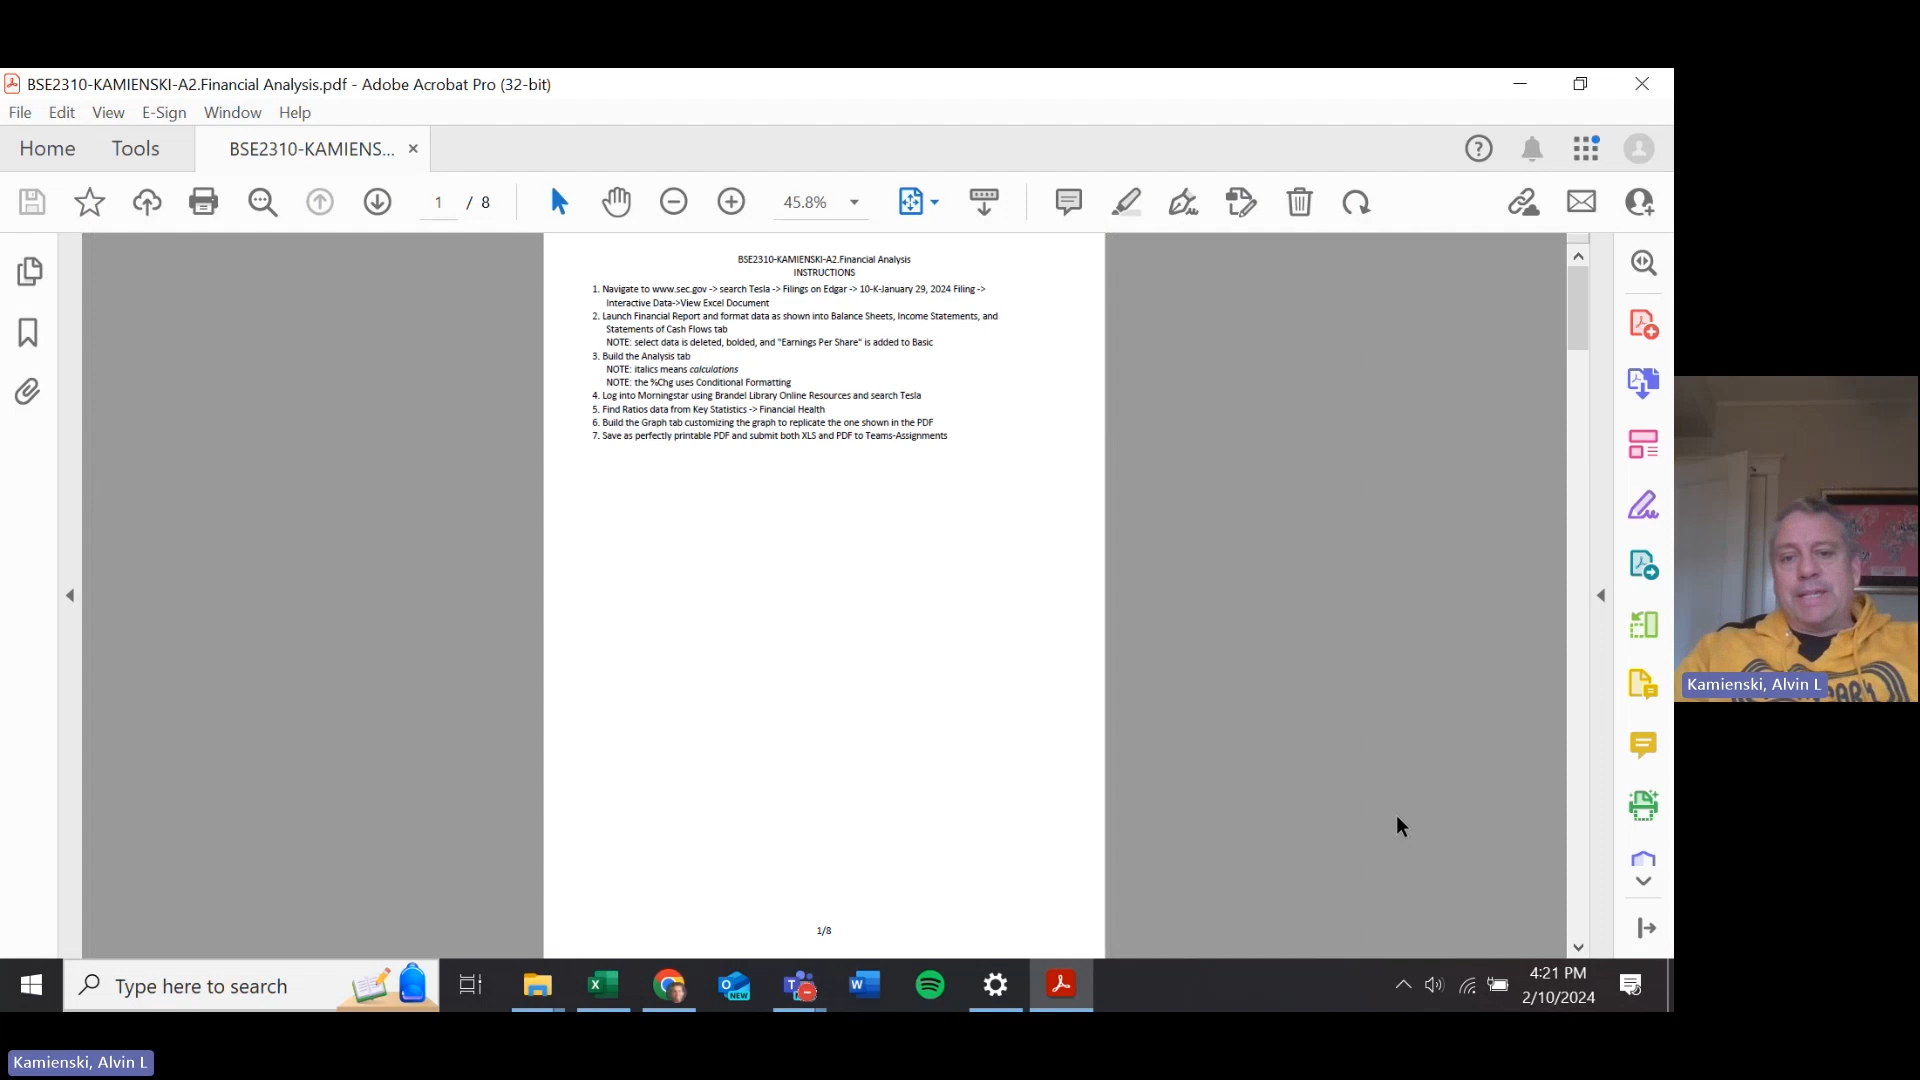 BSE2310-KAMIENSKI-A2.Financial Analysis.pdf - Adobe Acrobat Pro (32-bit)
File Edit View E-Sign Window Help
Home Tools BSE2310-KAMIENS... ×
1 / 8 45.8%
BSE2310-KAMIENSKI-A2.Financial Analysis
INSTRUCTIONS
1. Navigate to www.sec.gov -> search Tesla -> Filings on Edgar -> 10-K-January 29, 2024 Filing ->
Interactive Data->View Excel Document
2. Launch Financial Report and format data as shown into Balance Sheets, Income Statements, and
Statements of Cash Flows tab
NOTE: select data is deleted, bolded, and "Earnings Per Share" is added to Basic
3. Build the Analysis tab
NOTE: italics means calculations
NOTE: the %Chg uses Conditional Formatting
4. Log into Morningstar using Brandel Library Online Resources and search Tesla
5. Find Ratios data from Key Statistics -> Financial Health
6. Build the Graph tab customizing the graph to replicate the one shown in the PDF
7. Save as perfectly printable PDF and submit both XLS and PDF to Teams-Assignments
1/8
Kamienski, Alvin L
Type here to search
NEW
4:21 PM
2/10/2024
Kamienski, Alvin L